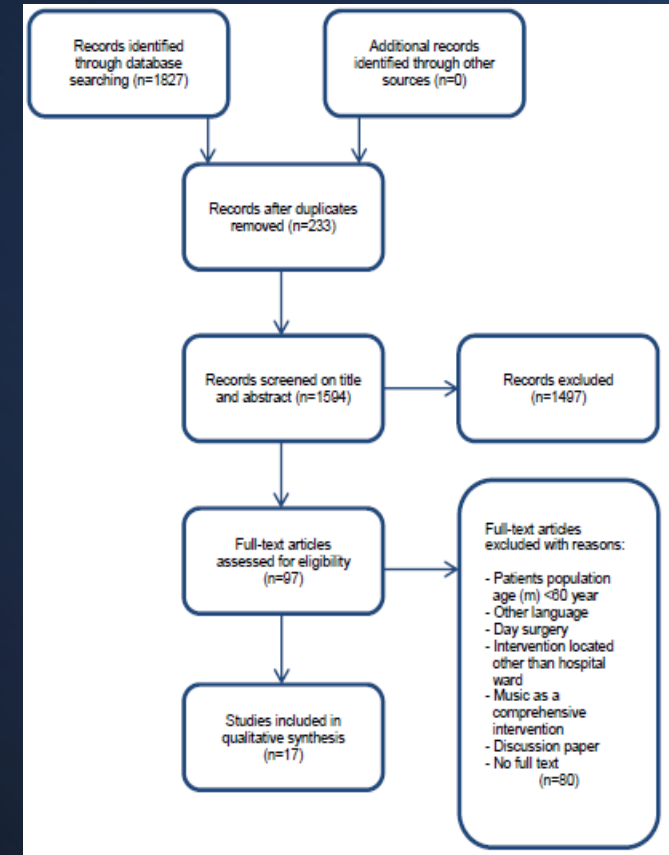 Records identified
through database
searching (n=1827)
Additional records
identified through other
sources (n=0)
Records after duplicates
removed (n=233)
Records screened on title
and abstract (n=1594)
Records excluded
(n=1497)
Full-text articles
assessed for eligibility
(n=97)
Full-text articles
excluded with reasons:
- Patients population
age (m) <60 year
- Other language
- Day surgery
- Intervention located
other than hospital
ward
- Music as a
comprehensive
intervention
- Discussion paper
- No full text
(n=80)
Studies included in
qualitative synthesis
(n=17)